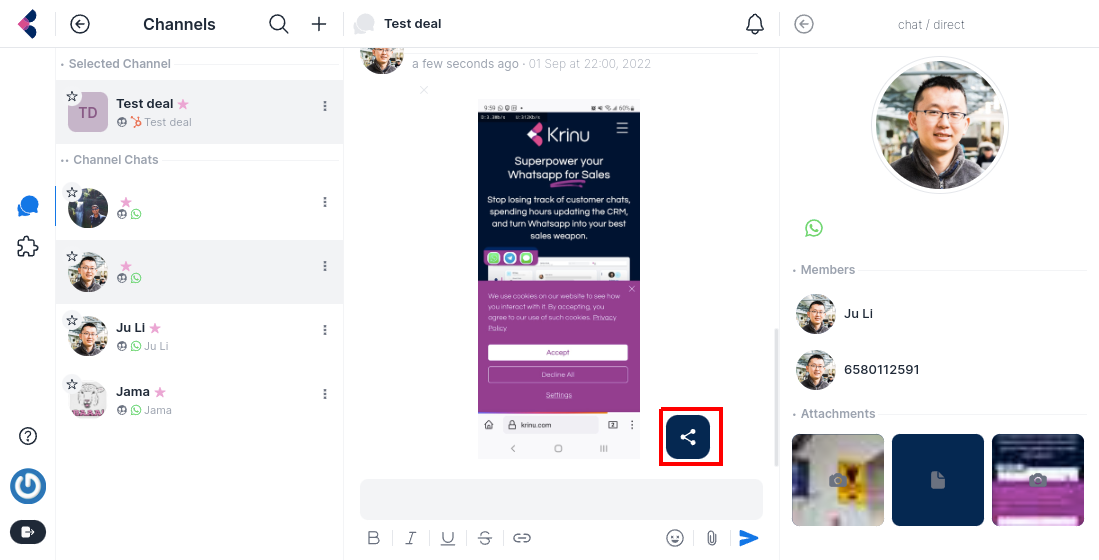 Channels
Test deal
chat / direct
Selected Channel
TD
Test deal
Test deal
Channel Chats
Ju Li
Ju Li
Jama
Jama
a few seconds ago · 01 Sep at 22:00, 2022
9:59
60%
Krinu
Superpower your
Whatsapp for Sales
Stop losing track of customer chats,
spending hours updating the CRM,
and turn Whatsapp into your best
sales weapon.
We use cookies on our website to see how
you interact with it. By accepting, you
agree to our use of such cookies. Privacy
Policy
Accept
Decline All
Settings
krinu.com
2
B I U S
Members
Ju Li
6580112591
Attachments